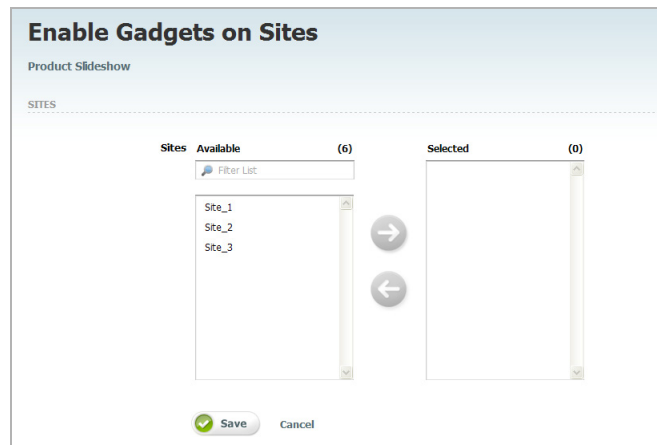 Enable Gadgets on Sites
Product Slideshow
SITES
Sites Available (6) Selected (0)
Filter List
Site_1
Site_2
Site_3
Save Cancel